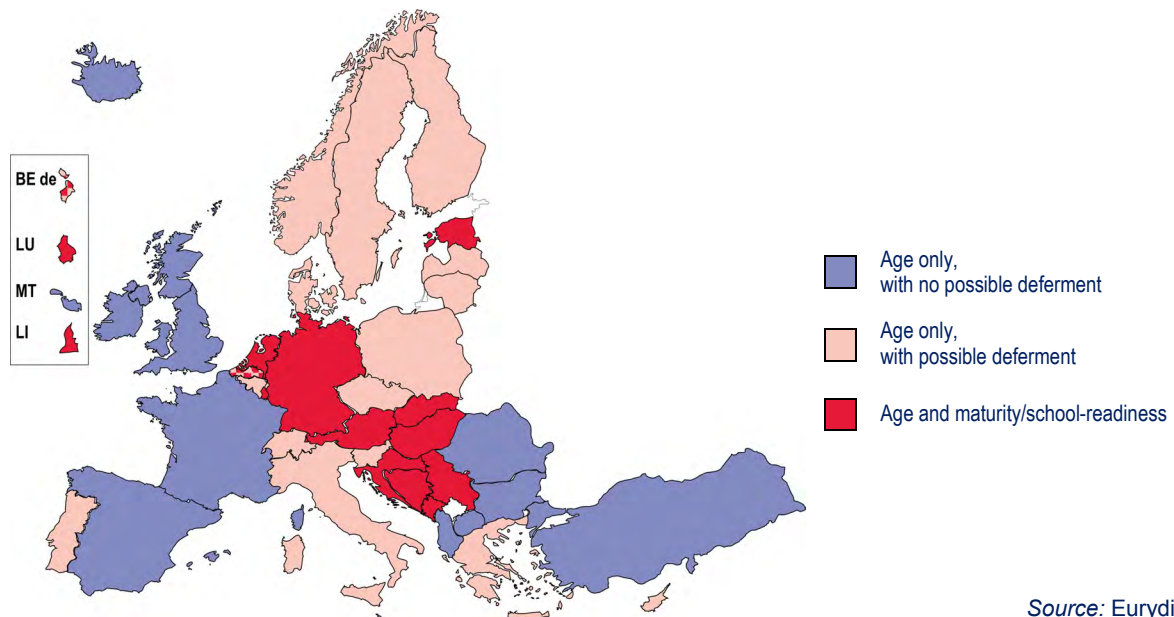 BE de
LU
MT
LI
Age only,
with no possible deferment
Age only,
with possible deferment
Age and maturity/school-readiness
Source: Eurydi